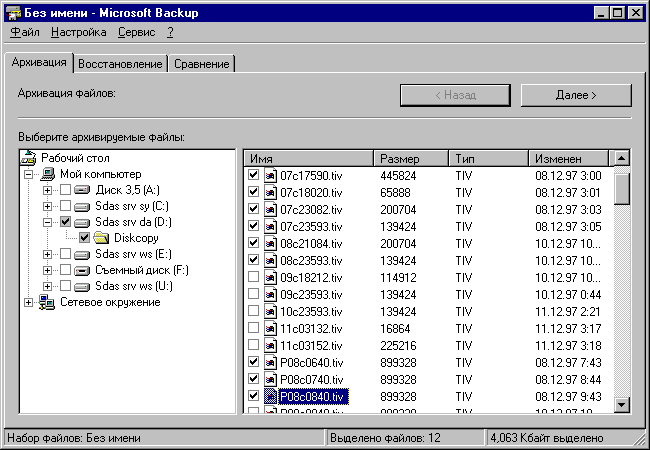 Без имени - Microsoft Backup
Файл Настройка Сервис ?
Архивация Восстановление Сравнение
Архивация файлов:
< Назад Далее >
Выберите архивируемые файлы:
Рабочий стол
Мой компьютер
Диск 3,5 (A:)
Sdas srv sy (C:)
Sdas srv da (D:)
Diskcopy
Sdas srv ws (E:)
Съемный диск (F:)
Sdas srv ws (U:)
Сетевое окружение
Имя Размер Тип Изменен
07c17590.tiv 445824 TIV 08.12.97 3:00
07c18020.tiv 65888 TIV 08.12.97 3:01
07c23082.tiv 200704 TIV 08.12.97 3:03
07c23593.tiv 139424 TIV 08.12.97 3:05
08c21084.tiv 200704 TIV 10.12.97 10...
08c23593.tiv 139424 TIV 10.12.97 10...
09c18212.tiv 114912 TIV 10.12.97 10...
09c23593.tiv 139424 TIV 10.12.97 0:44
10c23593.tiv 139424 TIV 11.12.97 2:21
11c03132.tiv 16864 TIV 11.12.97 3:17
11c03152.tiv 225216 TIV 11.12.97 3:18
P08c0640.tiv 899328 TIV 08.12.97 7:43
P08c0740.tiv 899328 TIV 08.12.97 8:44
P08c0840.tiv 899328 TIV 08.12.97 9:43
Набор файлов: Без имени Выделено файлов: 12 4,063 Кбайт выделено